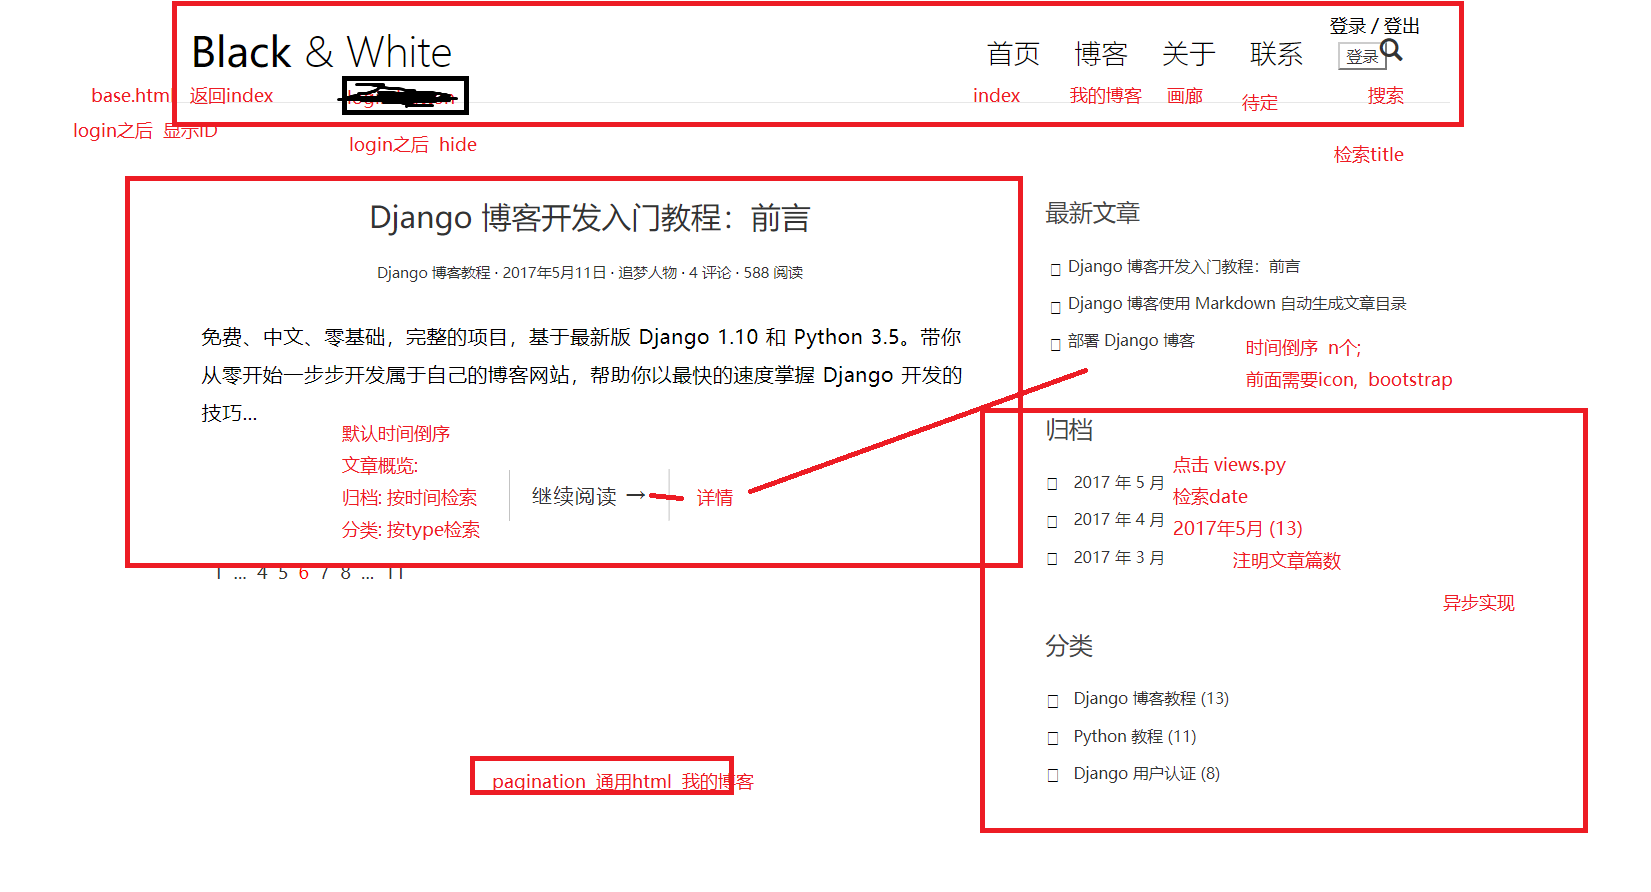 登录 / 登出
Black & White
首页 博客 关于 联系 登录
base.html 返回index index 我的博客 画廊 待定 搜索
login之后 显示ID
login之后 hide
检索title
Django 博客开发入门教程：前言
Django 博客教程 · 2017年5月11日 · 追梦人物 · 4 评论 · 588 阅读
免费、中文、零基础，完整的项目，基于最新版 Django 1.10 和 Python 3.5。带你
从零开始一步步开发属于自己的博客网站，帮助你以最快的速度掌握 Django 开发的
技巧...
默认时间倒序
文章概览:
归档: 按时间检索
分类: 按type检索
继续阅读 → 详情
1 ... 4 5 6 7 8 ... 11
pagination 通用html 我的博客
最新文章
Django 博客开发入门教程：前言
Django 博客使用 Markdown 自动生成文章目录
部署 Django 博客
时间倒序 n个;
前面需要icon, bootstrap
归档
点击 views.py
2017 年 5 月
检索date
2017 年 4 月
2017年5月 (13)
2017 年 3 月
注明文章篇数
异步实现
分类
Django 博客教程 (13)
Python 教程 (11)
Django 用户认证 (8)